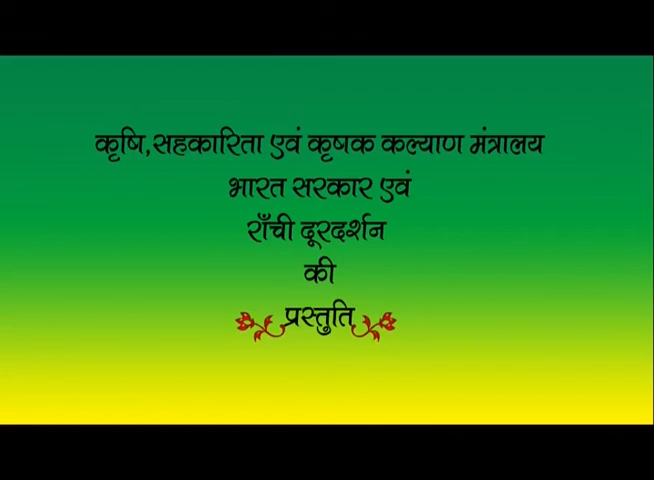 कृषि,सहकारिता एवं कृषक कल्याण मंत्रालय
भारत सरकार एवं
राँची दूरदर्शन
की
प्रस्तुति